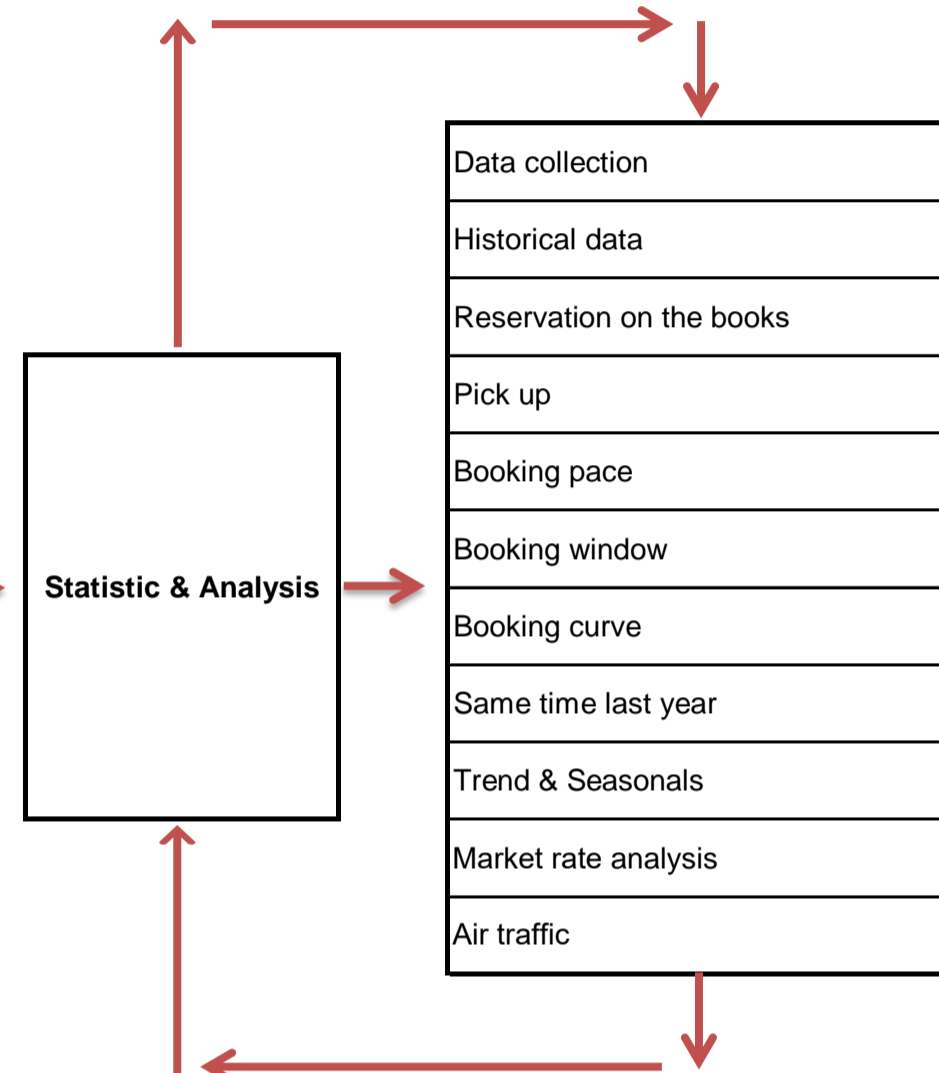 Statistic & Analysis
Data collection
Historical data
Reservation on the books
Pick up
Booking pace
Booking window
Booking curve
Same time last year
Trend & Seasonals
Market rate analysis
Air traffic